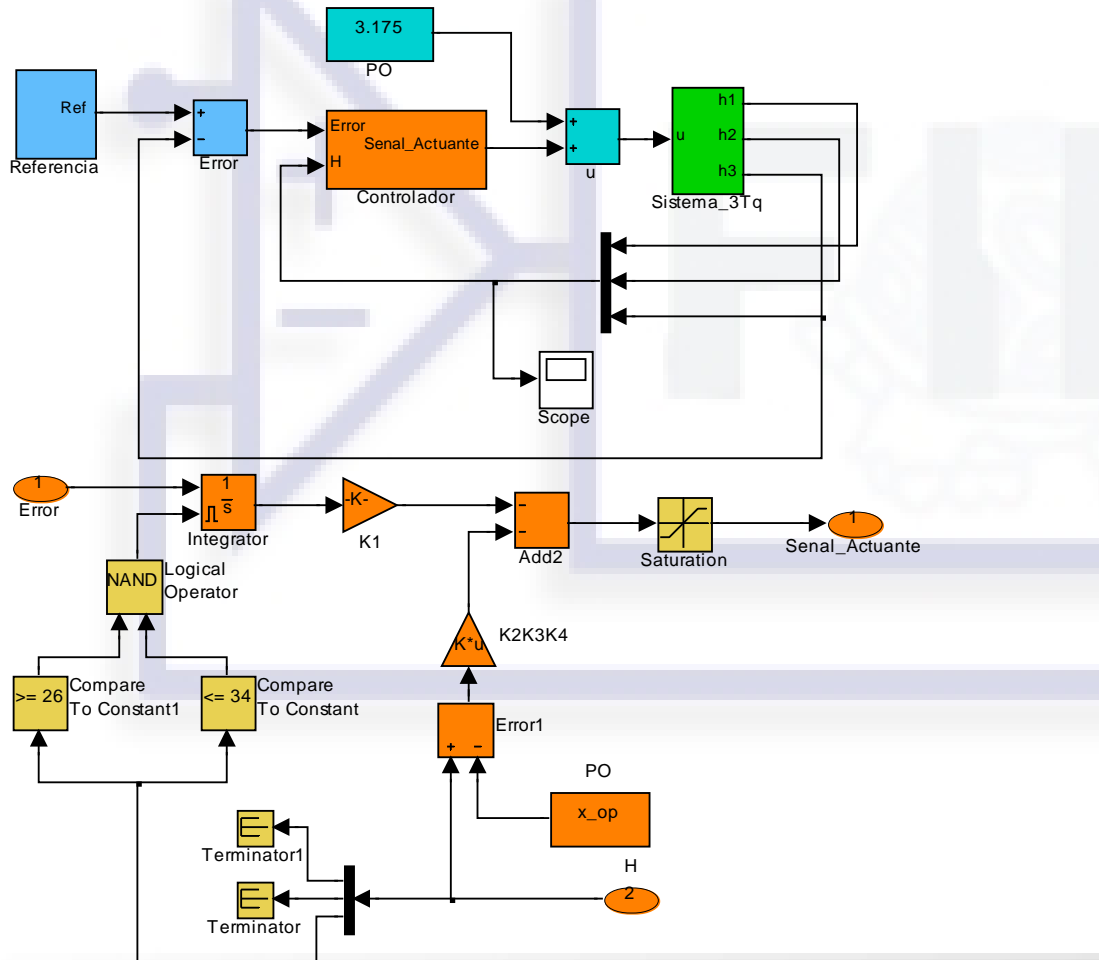 3.175
PO
Ref
Referencia
+
−
Error
Error
H
Senal_Actuante
Controlador
+
+
u
u
h1
h2
h3
Sistema_3Tq
Scope
1
Error
1
s
Integrator
-K-
K1
−
−
Add2
Saturation
1
Senal_Actuante
NAND
Logical
Operator
K*u
K2K3K4
>= 26
Compare
To Constant1
<= 34
Compare
To Constant
+ −
Error1
PO
x_op
H
2
Terminator1
Terminator